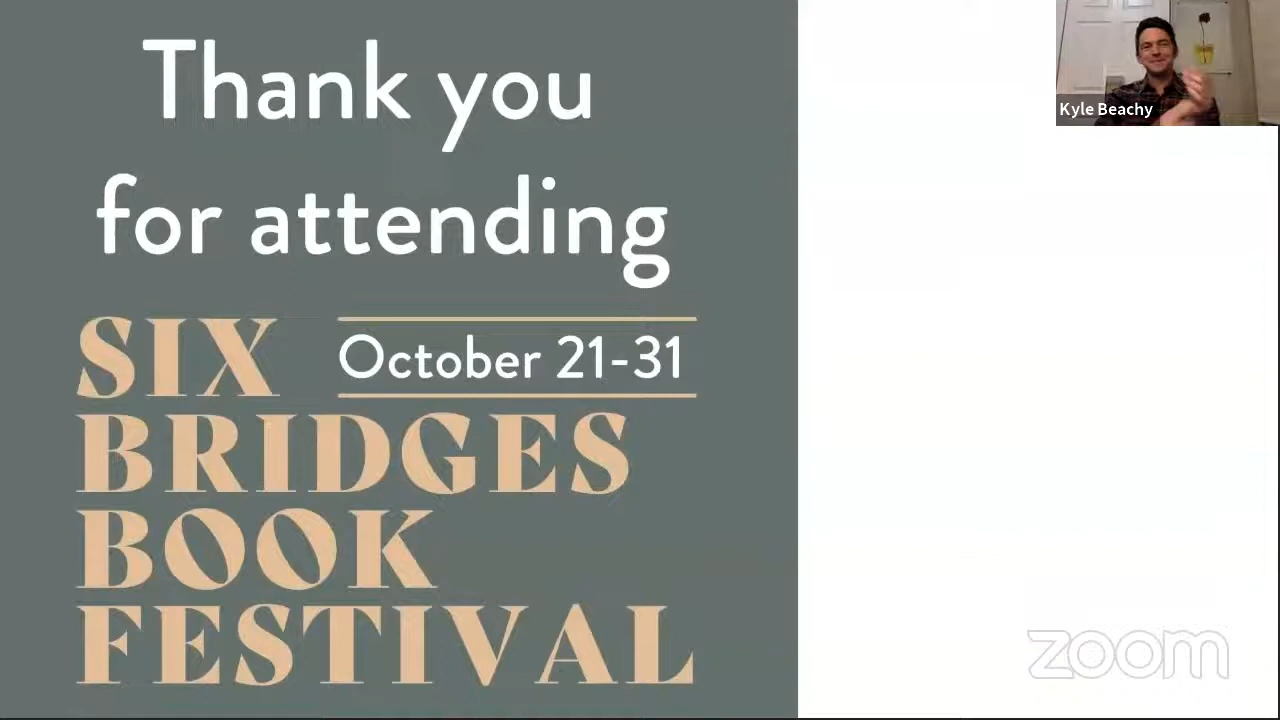 Thank you
for attending
SIX
October 21-31
BRIDGES
BOOK
FESTIVAL
Kyle Beachy
zoom